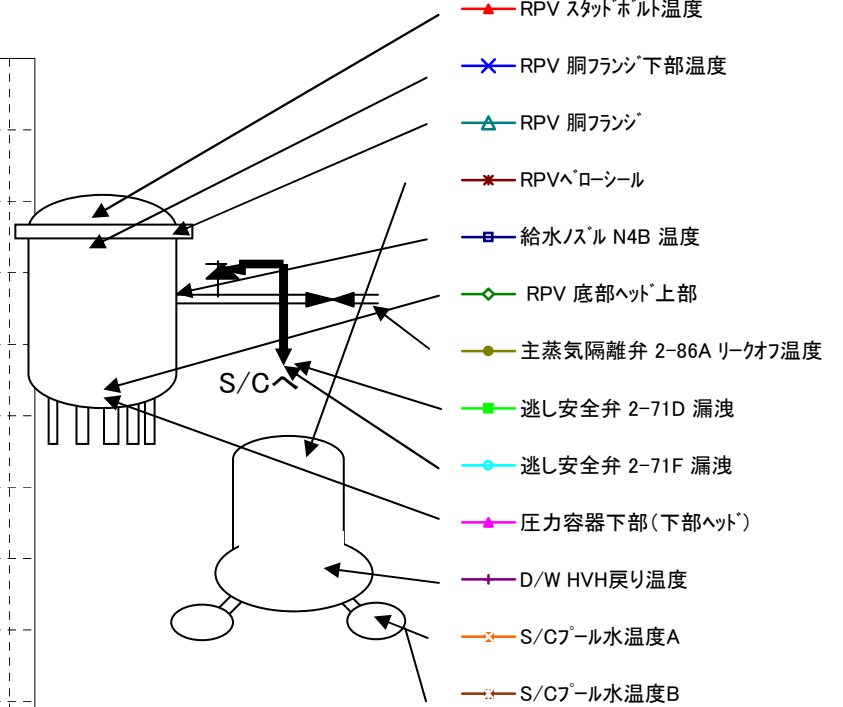 RPV スタッドボルト温度
RPV 胴フランジ下部温度
RPV 胴フランジ
RPVベローシール
給水ノズル N4B 温度
RPV 底部ヘッド上部
主蒸気隔離弁 2-86A リークオフ温度
逃し安全弁 2-71D 漏洩
S/Cへ
逃し安全弁 2-71F 漏洩
圧力容器下部(下部ヘッド)
D/W HVH戻り温度
S/Cプール水温度A
S/Cプール水温度B